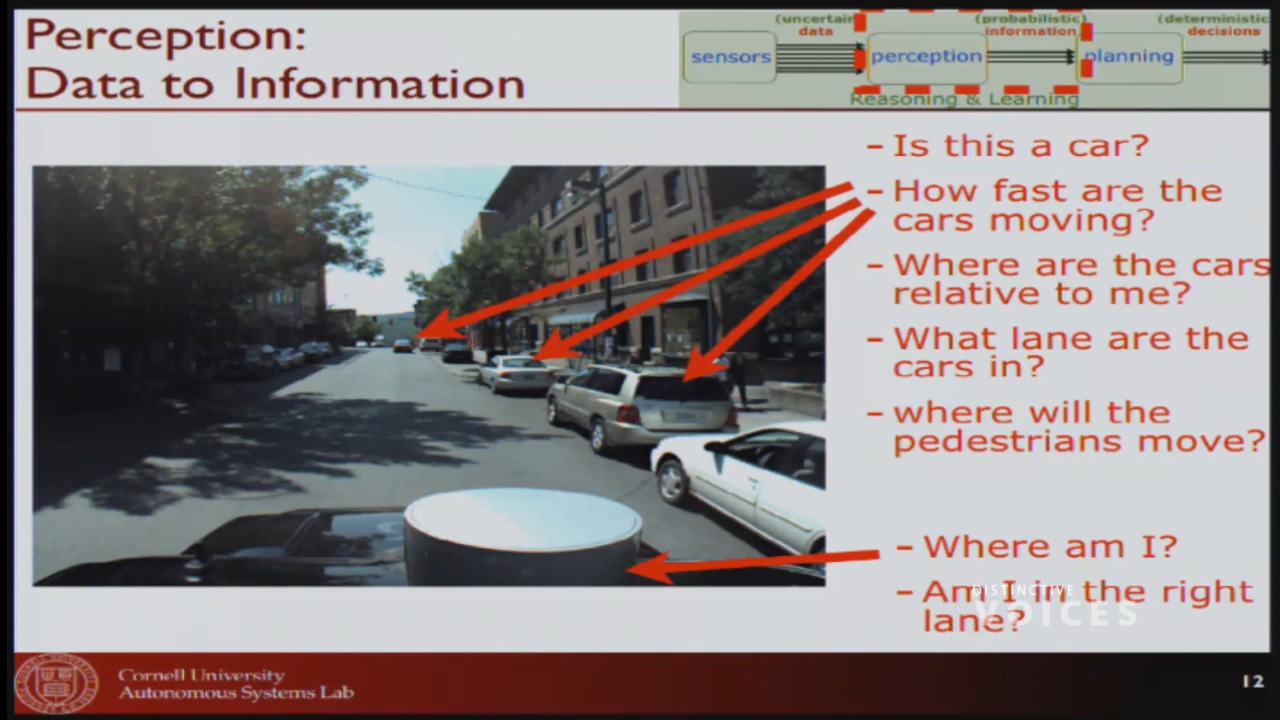 Perception:
Data to Information
(uncertain
data
(probabilistic)
information
(deterministic
decisions
sensors
perception
planning
Reasoning & Learning
– Is this a car?
– How fast are the
cars moving?
– Where are the cars
relative to me?
– What lane are the
cars in?
– where will the
pedestrians move?
– Where am I?
– Am I in the right
lane?
DISTINCTIVE
VOICES
Cornell University
Autonomous Systems Lab
12